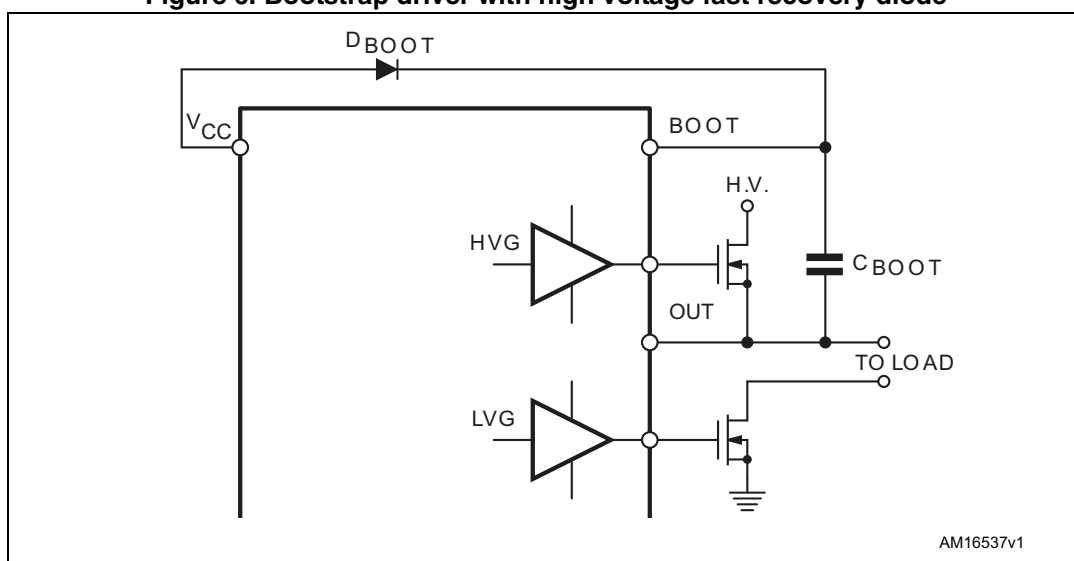 Figure 6. Bootstrap driver with high voltage fast recovery diode
DBOOT
VCC
BOOT
H.V.
HVG
CBOOT
OUT
TO LOAD
LVG
AM16537v1